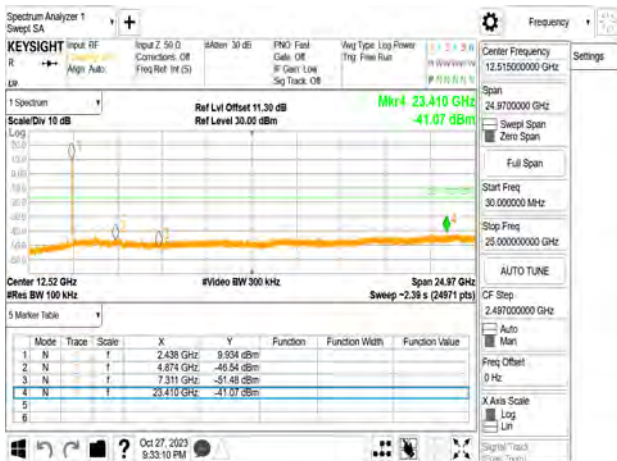 Spectrum Analyzer 1
Swept SA
+
Frequency
Settings
KEYSIGHT
Input: RF
Input Z: 50 Ω
#Atten: 30 dB
PNO: Fast
Avg Type: Log-Power
R
Corrections: Off
Gate: Off
Trig: Free Run
Align: Auto
Freq Ref: Int (S)
IF Gain: Low
Sig Track: Off
1 Spectrum
Scale/Div 10 dB
Log
Ref Lvl Offset 11.30 dB
Ref Level 30.00 dBm
Mkr4 23.410 GHz
-41.07 dBm
Center 12.52 GHz
#Res BW 100 kHz
#Video BW 300 kHz
Span 24.97 GHz
Sweep ~2.39 s (24971 pts)
5 Marker Table
Mode Trace Scale X Y Function Function Width Function Value
1 N f 2.438 GHz 9.934 dBm
2 N f 4.874 GHz -46.54 dBm
3 N f 7.311 GHz -51.48 dBm
4 N f 23.410 GHz -41.07 dBm
5
6
Oct 27, 2023
9:33:10 PM
Center Frequency
12.515000000 GHz
Span
24.9700000 GHz
Swept Span
Zero Span
Full Span
Start Freq
30.000000 MHz
Stop Freq
25.000000000 GHz
AUTO TUNE
CF Step
2.497000000 GHz
Auto
Man
Freq Offset
0 Hz
X Axis Scale
Log
Lin
Signal Track